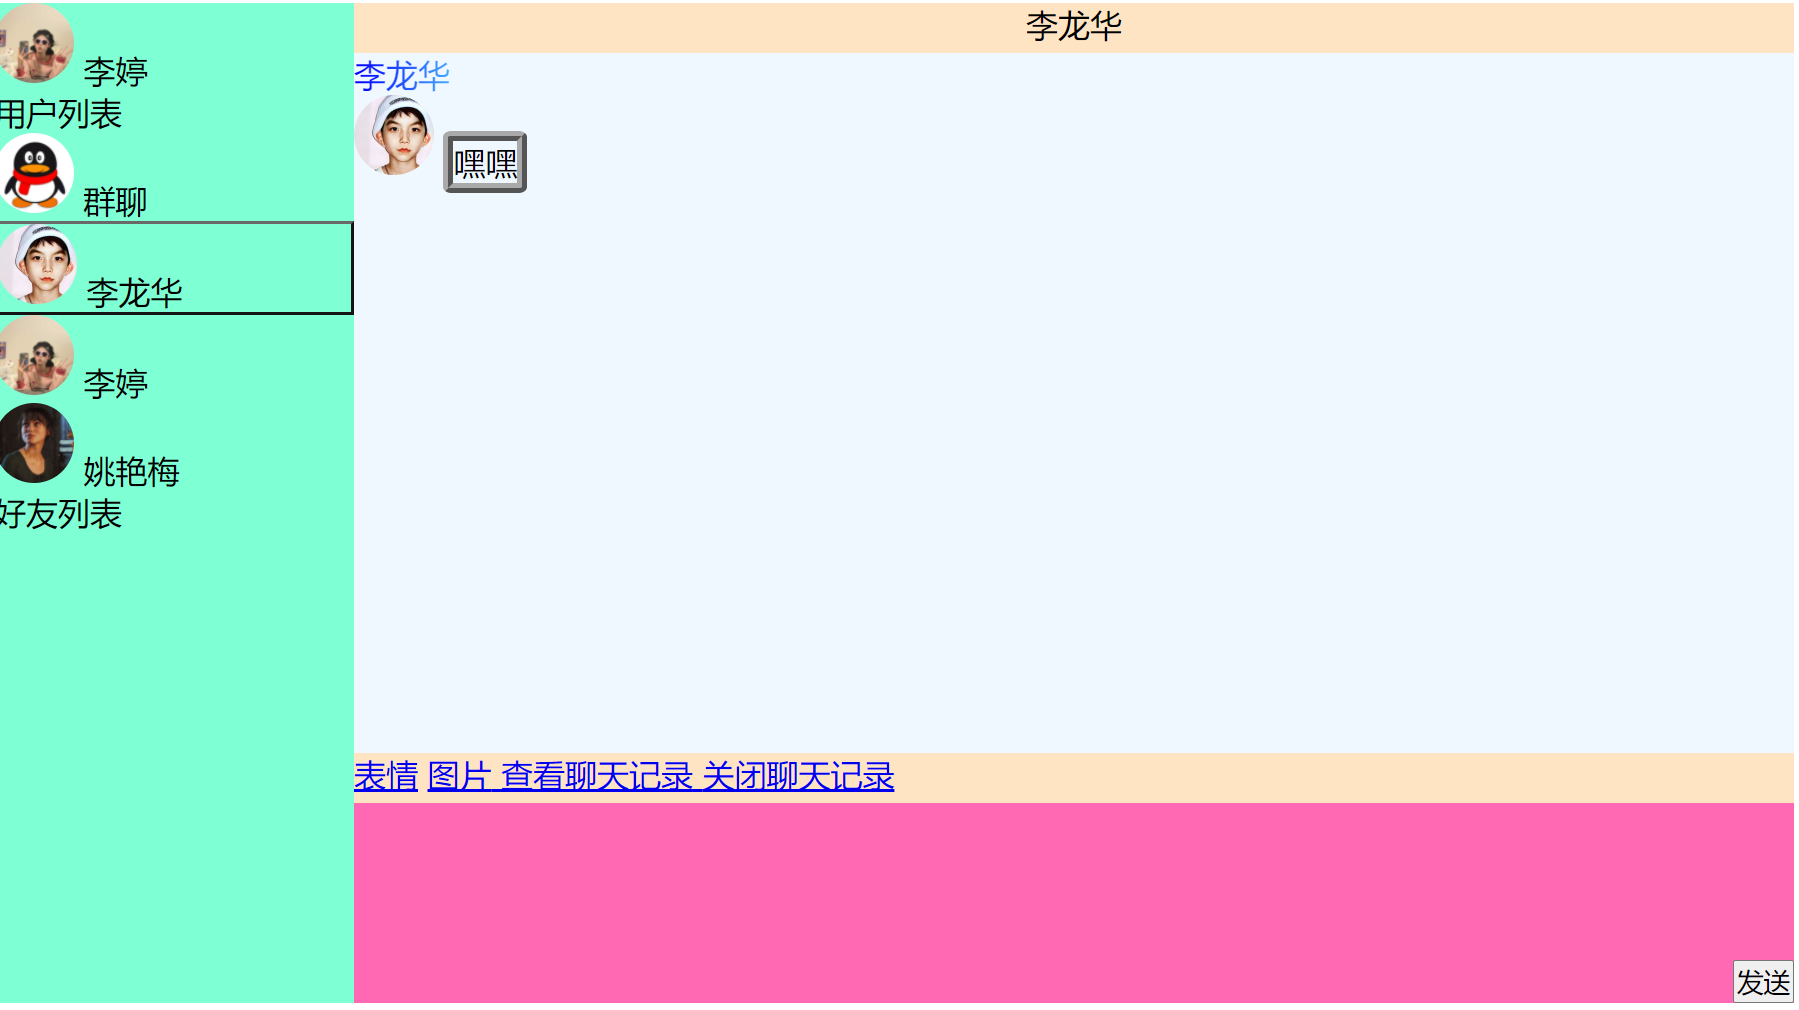 李婷
用户列表
群聊
李龙华
李婷
姚艳梅
好友列表
李龙华
李龙华
嘿嘿
表情 图片 查看聊天记录 关闭聊天记录
发送